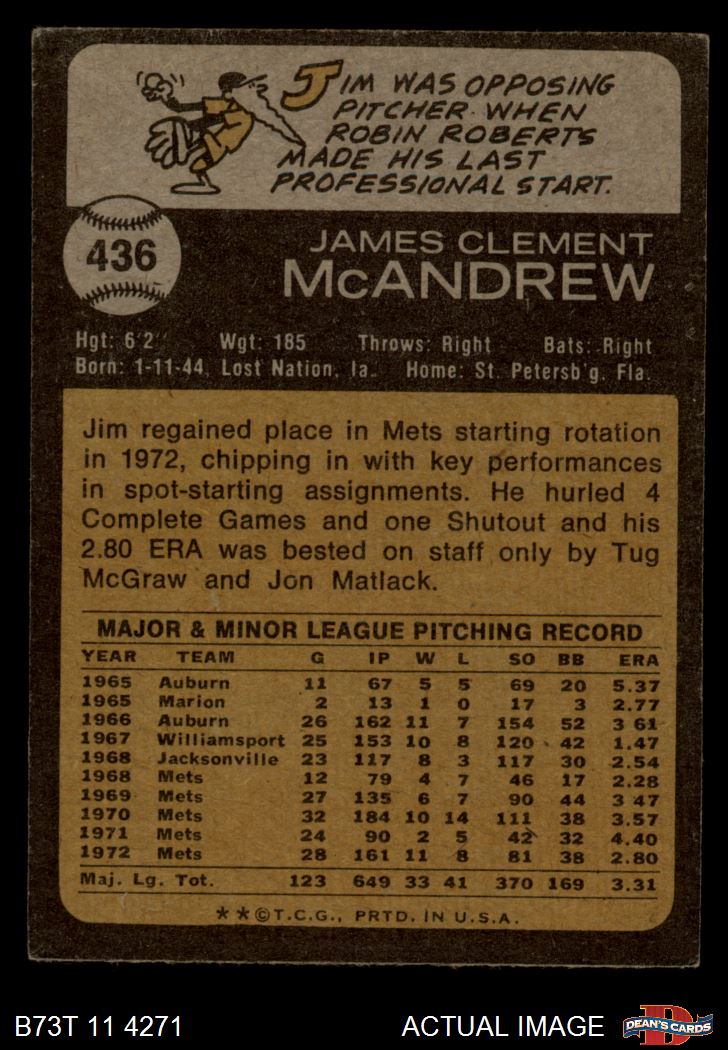 JIM WAS OPPOSING
PITCHER WHEN
ROBIN ROBERTS
MADE HIS LAST
PROFESSIONAL START.
436
JAMES CLEMENT
McANDREW
Hgt: 6'2" Wgt: 185 Throws: Right Bats: Right
Born: 1-11-44, Lost Nation, Ia. Home: St. Petersb'g, Fla.
Jim regained place in Mets starting rotation
in 1972, chipping in with key performances
in spot-starting assignments. He hurled 4
Complete Games and one Shutout and his
2.80 ERA was bested on staff only by Tug
McGraw and Jon Matlack.
MAJOR & MINOR LEAGUE PITCHING RECORD
YEAR TEAM G IP W L SO BB ERA
1965 Auburn 11 67 5 5 69 20 5.37
1965 Marion 2 13 1 0 17 3 2.77
1966 Auburn 26 162 11 7 154 52 3 61
1967 Williamsport 25 153 10 8 120 42 1.47
1968 Jacksonville 23 117 8 3 117 30 2.54
1968 Mets 12 79 4 7 46 17 2.28
1969 Mets 27 135 6 7 90 44 3 47
1970 Mets 32 184 10 14 111 38 3.57
1971 Mets 24 90 2 5 42 32 4.40
1972 Mets 28 161 11 8 81 38 2.80
Maj. Lg. Tot. 123 649 33 41 370 169 3.31
**©T.C.G., PRTD. IN U.S.A.
B73T 11 4271 ACTUAL IMAGE DEAN'S CARDS